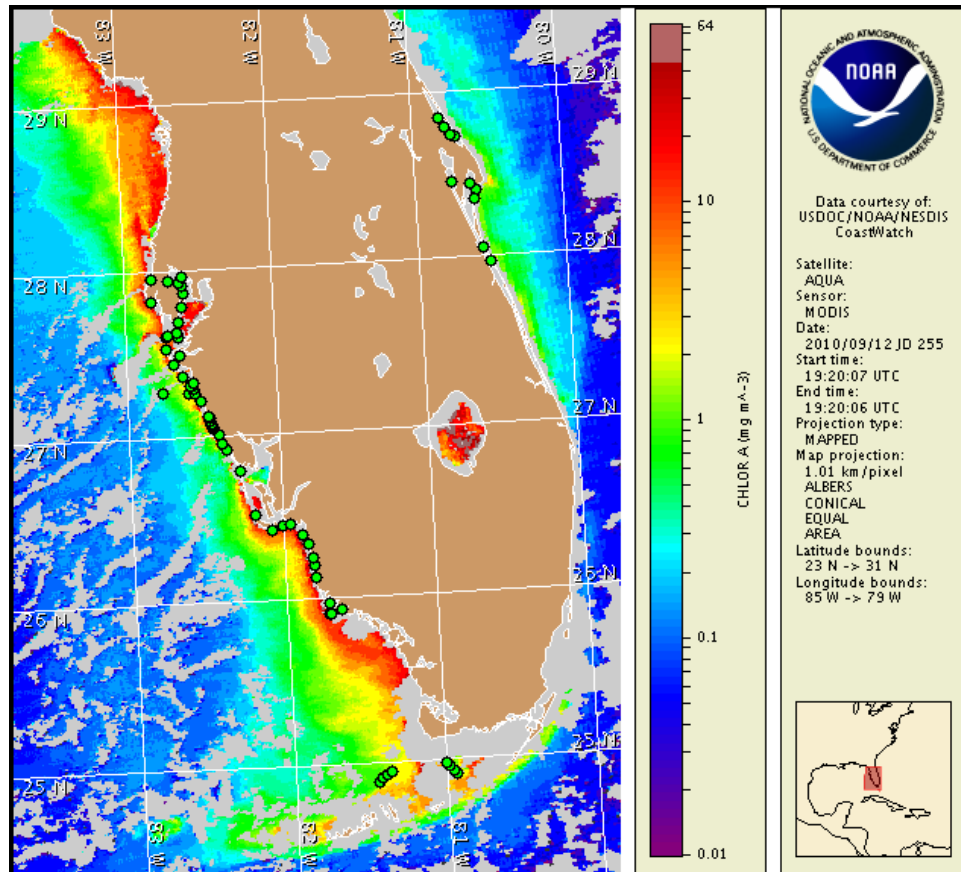 83 W
82 W
81 W
80 W
29 N
29 N
28 N
28 N
27 N
27 N
26 N
26 N
25 N
25 N
83 W
82 W
81 W
64
10
1
0.1
0.01
CHLOR A (mg m^-3)
NATIONAL OCEANIC AND ATMOSPHERIC ADMINISTRATION
NOAA
U.S. DEPARTMENT OF COMMERCE
Data courtesy of:
USDOC/NOAA/NESDIS
CoastWatch
Satellite:
AQUA
Sensor:
MODIS
Date:
2010/09/12 JD 255
Start time:
19:20:07 UTC
End time:
19:20:06 UTC
Projection type:
MAPPED
Map projection:
1.01 km/pixel
ALBERS
CONICAL
EQUAL
AREA
Latitude bounds:
23 N -> 31 N
Longitude bounds:
85 W -> 79 W